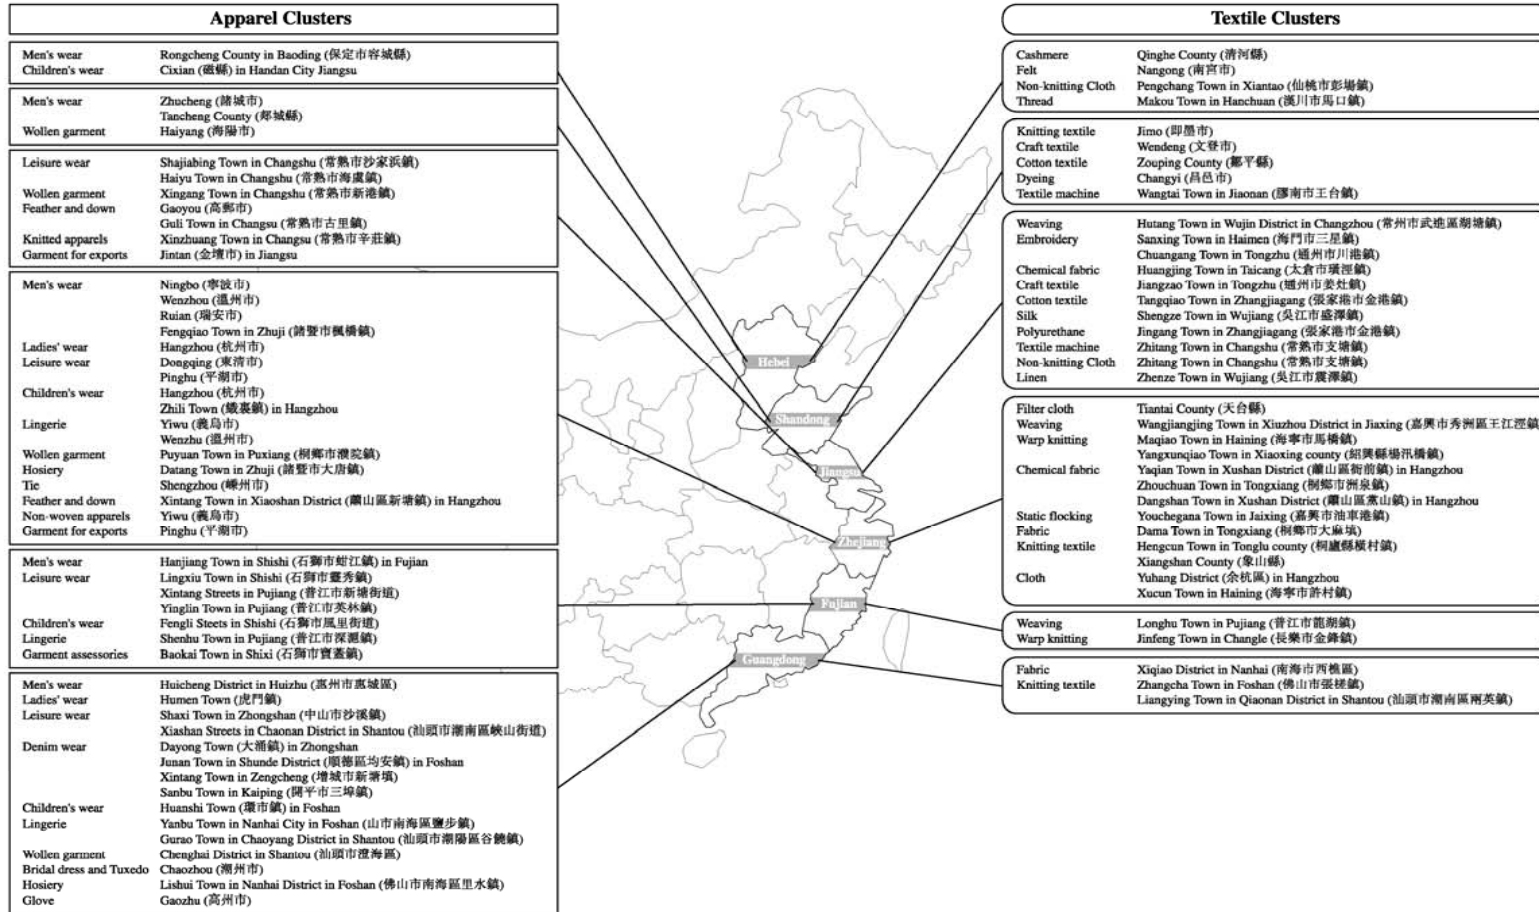 Apparel Clusters
Men's wear Rongcheng County in Baoding (保定市容城縣)
Children's wear Cixian (磁縣) in Handan City Jiangsu
Men's wear Zhucheng (諸城市)
Tancheng County (郯城縣)
Wollen garment Haiyang (海陽市)
Leisure wear Shajiabing Town in Changshu (常熟市沙家浜鎮)
Haiyu Town in Changshu (常熟市海虞鎮)
Wollen garment Xingang Town in Changshu (常熟市新港鎮)
Feather and down Gaoyou (高郵市)
Guli Town in Changsu (常熟市古里鎮)
Knitted apparels Xinzhuang Town in Changsu (常熟市辛莊鎮)
Garment for exports Jintan (金壇市) in Jiangsu
Men's wear Ningbo (寧波市)
Wenzhou (溫州市)
Ruian (瑞安市)
Fengqiao Town in Zhuji (諸暨市楓橋鎮)
Ladies' wear Hangzhou (杭州市)
Leisure wear Dongqing (東清市)
Pinghu (平湖市)
Children's wear Hangzhou (杭州市)
Zhili Town (織裏鎮) in Hangzhou
Lingerie Yiwu (義烏市)
Wenzhu (溫州市)
Wollen garment Puyuan Town in Puxiang (桐鄉市濮院鎮)
Hosiery Datang Town in Zhuji (諸暨市大唐鎮)
Tie Shengzhou (嵊州市)
Feather and down Xintang Town in Xiaoshan District (蕭山區新塘鎮) in Hangzhou
Non-woven apparels Yiwu (義烏市)
Garment for exports Pinghu (平湖市)
Men's wear Hanjiang Town in Shishi (石獅市蚶江鎮) in Fujian
Leisure wear Lingxiu Town in Shishi (石獅市靈秀鎮)
Xintang Streets in Pujiang (晉江市新塘街道)
Yinglin Town in Pujiang (晉江市英林鎮)
Children's wear Fengli Steets in Shishi (石獅市風里街道)
Lingerie Shenhu Town in Pujiang (晉江市深滬鎮)
Garment assessories Baokai Town in Shixi (石獅市寶蓋鎮)
Men's wear Huicheng District in Huizhu (惠州市惠城區)
Ladies' wear Humen Town (虎門鎮)
Leisure wear Shaxi Town in Zhongshan (中山市沙溪鎮)
Xiashan Streets in Chaonan District in Shantou (汕頭市潮南區峽山街道)
Denim wear Dayong Town (大涌鎮) in Zhongshan
Junan Town in Shunde District (順德區均安鎮) in Foshan
Xintang Town in Zengcheng (增城市新塘填)
Sanbu Town in Kaiping (開平市三埠鎮)
Children's wear Huanshi Town (環市鎮) in Foshan
Lingerie Yanbu Town in Nanhai City in Foshan (山市南海區鹽步鎮)
Gurao Town in Chaoyang District in Shantou (汕頭市潮陽區谷饒鎮)
Wollen garment Chenghai District in Shantou (汕頭市澄海區)
Bridal dress and Tuxedo Chaozhou (潮州市)
Hosiery Lishui Town in Nanhai District in Foshan (佛山市南海區里水鎮)
Glove Gaozhu (高州市)
Hebei
Shandong
Jiangsu
Zhejiang
Fujian
Guangdong
Textile Clusters
Cashmere Qinghe County (清河縣)
Felt Nangong (南宮市)
Non-knitting Cloth Pengchang Town in Xiantao (仙桃市彭場鎮)
Thread Makou Town in Hanchuan (漢川市馬口鎮)
Knitting textile Jimo (即墨市)
Craft textile Wendeng (文登市)
Cotton textile Zouping County (鄒平縣)
Dyeing Changyi (昌邑市)
Textile machine Wangtai Town in Jiaonan (膠南市王台鎮)
Weaving Hutang Town in Wujin District in Changzhou (常州市武進區湖塘鎮)
Embroidery Sanxing Town in Haimen (海門市三星鎮)
Chuangang Town in Tongzhu (通州市川港鎮)
Chemical fabric Huangjing Town in Taicang (太倉市璜涇鎮)
Craft textile Jiangzao Town in Tongzhu (通州市姜灶鎮)
Cotton textile Tangqiao Town in Zhangjiagang (張家港市金港鎮)
Silk Shengze Town in Wujiang (吳江市盛澤鎮)
Polyurethane Jingang Town in Zhangjiagang (張家港市金港鎮)
Textile machine Zhitang Town in Changshu (常熟市支塘鎮)
Non-knitting Cloth Zhitang Town in Changshu (常熟市支塘鎮)
Linen Zhenze Town in Wujiang (吳江市震澤鎮)
Filter cloth Tiantai County (天台縣)
Weaving Wangjiangjing Town in Xiuzhou District in Jiaxing (嘉興市秀洲區王江涇鎮
Warp knitting Maqiao Town in Haining (海寧市馬橋鎮)
Yangxunqiao Town in Xiaoxing county (紹興縣楊汛橋鎮)
Chemical fabric Yaqian Town in Xushan District (蕭山區衙前鎮) in Hangzhou
Zhouchuan Town in Tongxiang (桐鄉市洲泉鎮)
Dangshan Town in Xushan District (蕭山區黨山鎮) in Hangzhou
Static flocking Youchegana Town in Jaixing (嘉興市油車港鎮)
Fabric Dama Town in Tongxiang (桐鄉市大麻填)
Knitting textile Hengcun Town in Tonglu county (桐廬縣橫村鎮)
Xiangshan County (象山縣)
Cloth Yuhang District (余杭區) in Hangzhou
Xucun Town in Haining (海寧市許村鎮)
Weaving Longhu Town in Pujiang (晉江市龍湖鎮)
Warp knitting Jinfeng Town in Changle (長樂市金鋒鎮)
Fabric Xiqiao District in Nanhai (南海市西樵區)
Knitting textile Zhangcha Town in Foshan (佛山市張槎鎮)
Liangying Town in Qiaonan District in Shantou (汕頭市潮南區兩英鎮)